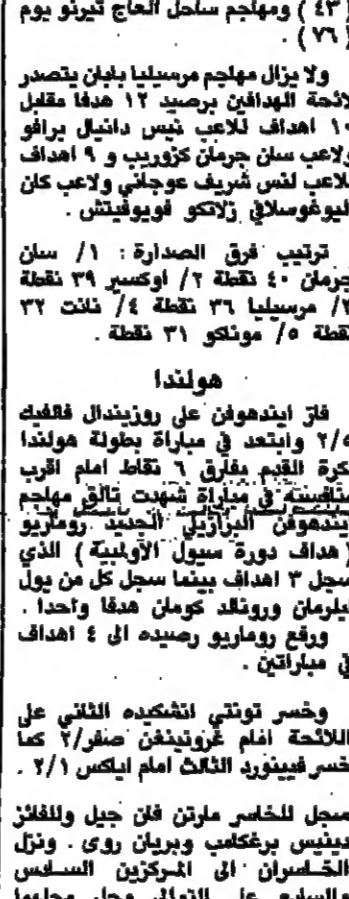 ( ٤٣ ) ومهاجم ساحل العاج تيرنو يوم
( ٧٦ ) .
ولا يزال مهاجم مرسيليا بابان يتصدر
لائحة الهدافين برصيد ١٢ هدفا مقابل
١٠ اهداف للاعب نيس دانيال برافو
ولاعب سان جرمان كزوريب و ٩ اهداف
للاعب لنس شريف عوجاني ولاعب كان
اليوغوسلافي زلاتكو فويوفيتش .
ترتيب فرق الصدارة : ١/ سان
جرمان ٤٠ نقطة ٢/ اوكسير ٣٩ نقطة
٣/ مرسيليا ٣٦ نقطة ٤/ نانت ٣٢
نقطة ٥/ موناكو ٣١ نقطة .
هولندا
فاز ايندهوفن على روزيندال فالفيك
٥/٢ وابتعد في مباراة بطولة هولندا
لكرة القدم بفارق ٦ نقاط امام اقرب
منافسيه في مباراة شهدت تالق مهاجم
ايندهوفن البرازيلي الجديد روماريو
( هداف دورة سيول الاولمبية ) الذي
سجل ٣ اهداف بينما سجل كل من يول
ورونالد كومان هدفا واحدا .
ورفع روماريو رصيده الى ٤ اهداف
في مباراتين .
وخسر تونتي انتشكيده الثاني على
اللائحة امام غرونينغن صفر/٢ كما
خسر فيينورد الثالث امام اياكس ٢/١ .
سجل للخاسر مارتن فان جيل وللفائز
دينيس برغكامب وبريان روي . ونزل
الخاسران الى المركزين السادس
والسابع على التوالي وحل محلهما